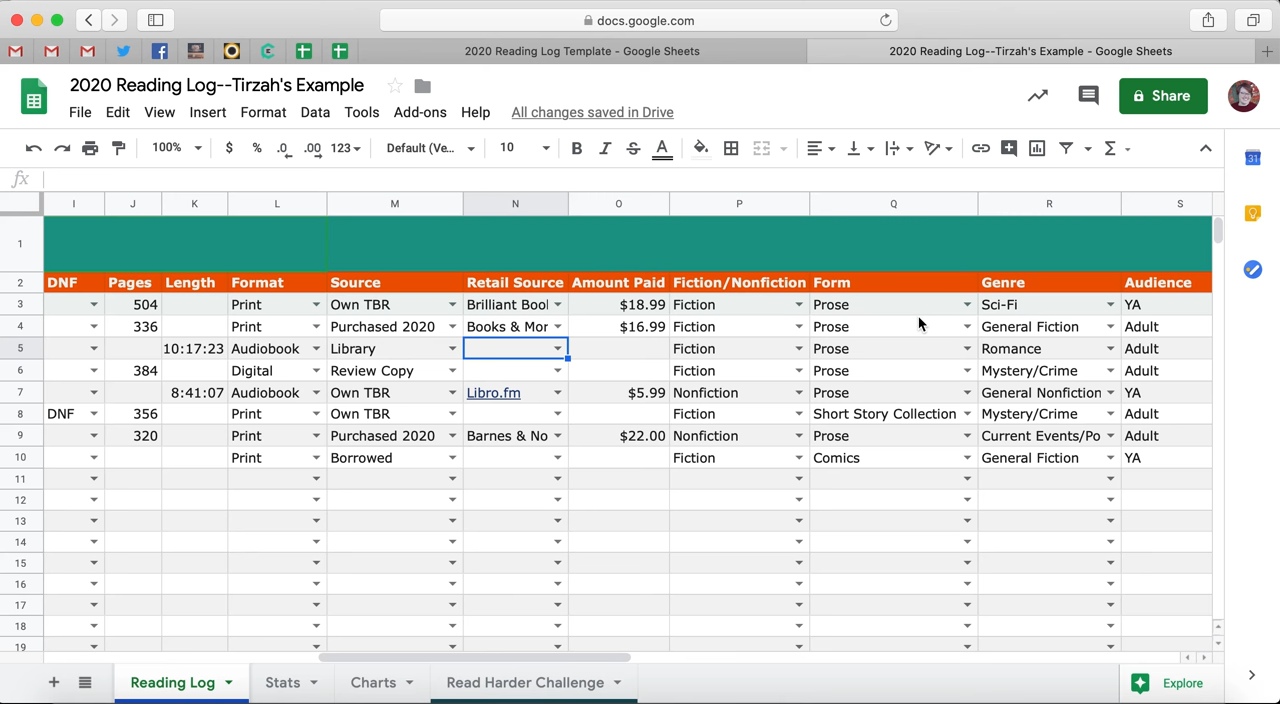 docs.google.com
2020 Reading Log Template - Google Sheets
2020 Reading Log--Tirzah's Example - Google Sheets
2020 Reading Log--Tirzah's Example
Share
File Edit View Insert Format Data Tools Add-ons Help All changes saved in Drive
100% $ % .0 .00 123 Default (Ve... 10 B I S A
fx
I J K L M N O P Q R S
1
2 DNF Pages Length Format Source Retail Source Amount Paid Fiction/Nonfiction Form Genre Audience
3 504 Print Own TBR Brilliant Bool $18.99 Fiction Prose Sci-Fi YA
4 336 Print Purchased 2020 Books & Mor $16.99 Fiction Prose General Fiction Adult
5 10:17:23 Audiobook Library Fiction Prose Romance Adult
6 384 Digital Review Copy Fiction Prose Mystery/Crime Adult
7 8:41:07 Audiobook Own TBR Libro.fm $5.99 Nonfiction Prose General Nonfiction YA
8 DNF 356 Print Own TBR Fiction Short Story Collection Mystery/Crime Adult
9 320 Print Purchased 2020 Barnes & No $22.00 Nonfiction Prose Current Events/Po Adult
10 Print Borrowed Fiction Comics General Fiction YA
11
12
13
14
15
16
17
18
19
31
Reading Log Stats Charts Read Harder Challenge Explore